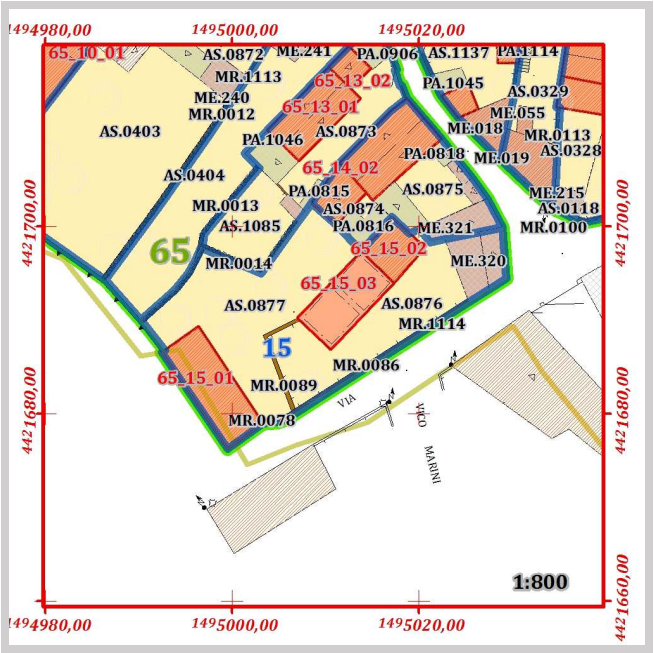 1494980,00 1495000,00 1495020,00
65_10_01 AS.0872 ME.241 PA.0906 AS.1137 PA.1114
MR.1113 65_13_02 PA.1045
ME.240 65_13_01 AS.0329
MR.0012 ME.055
AS.0403 AS.0873 ME.018 MR.0113
PA.1046 AS.0328
PA.0818 ME.019
AS.0404 65_14_02
PA.0815 AS.0875 ME.215
MR.0013 AS.0874 AS.0118
AS.1085 PA.0816 ME.321 MR.0100
65 65_15_02
MR.0014 ME.320
65_15_03
AS.0877 AS.0876
MR.1114
15
MR.0086
65_15_01 MR.0089
VIA
MR.0078 VICO
MARINI
1:800
4421700,00 4421700,00
4421680,00 4421680,00
4421660,00
1494980,00 1495000,00 1495020,00